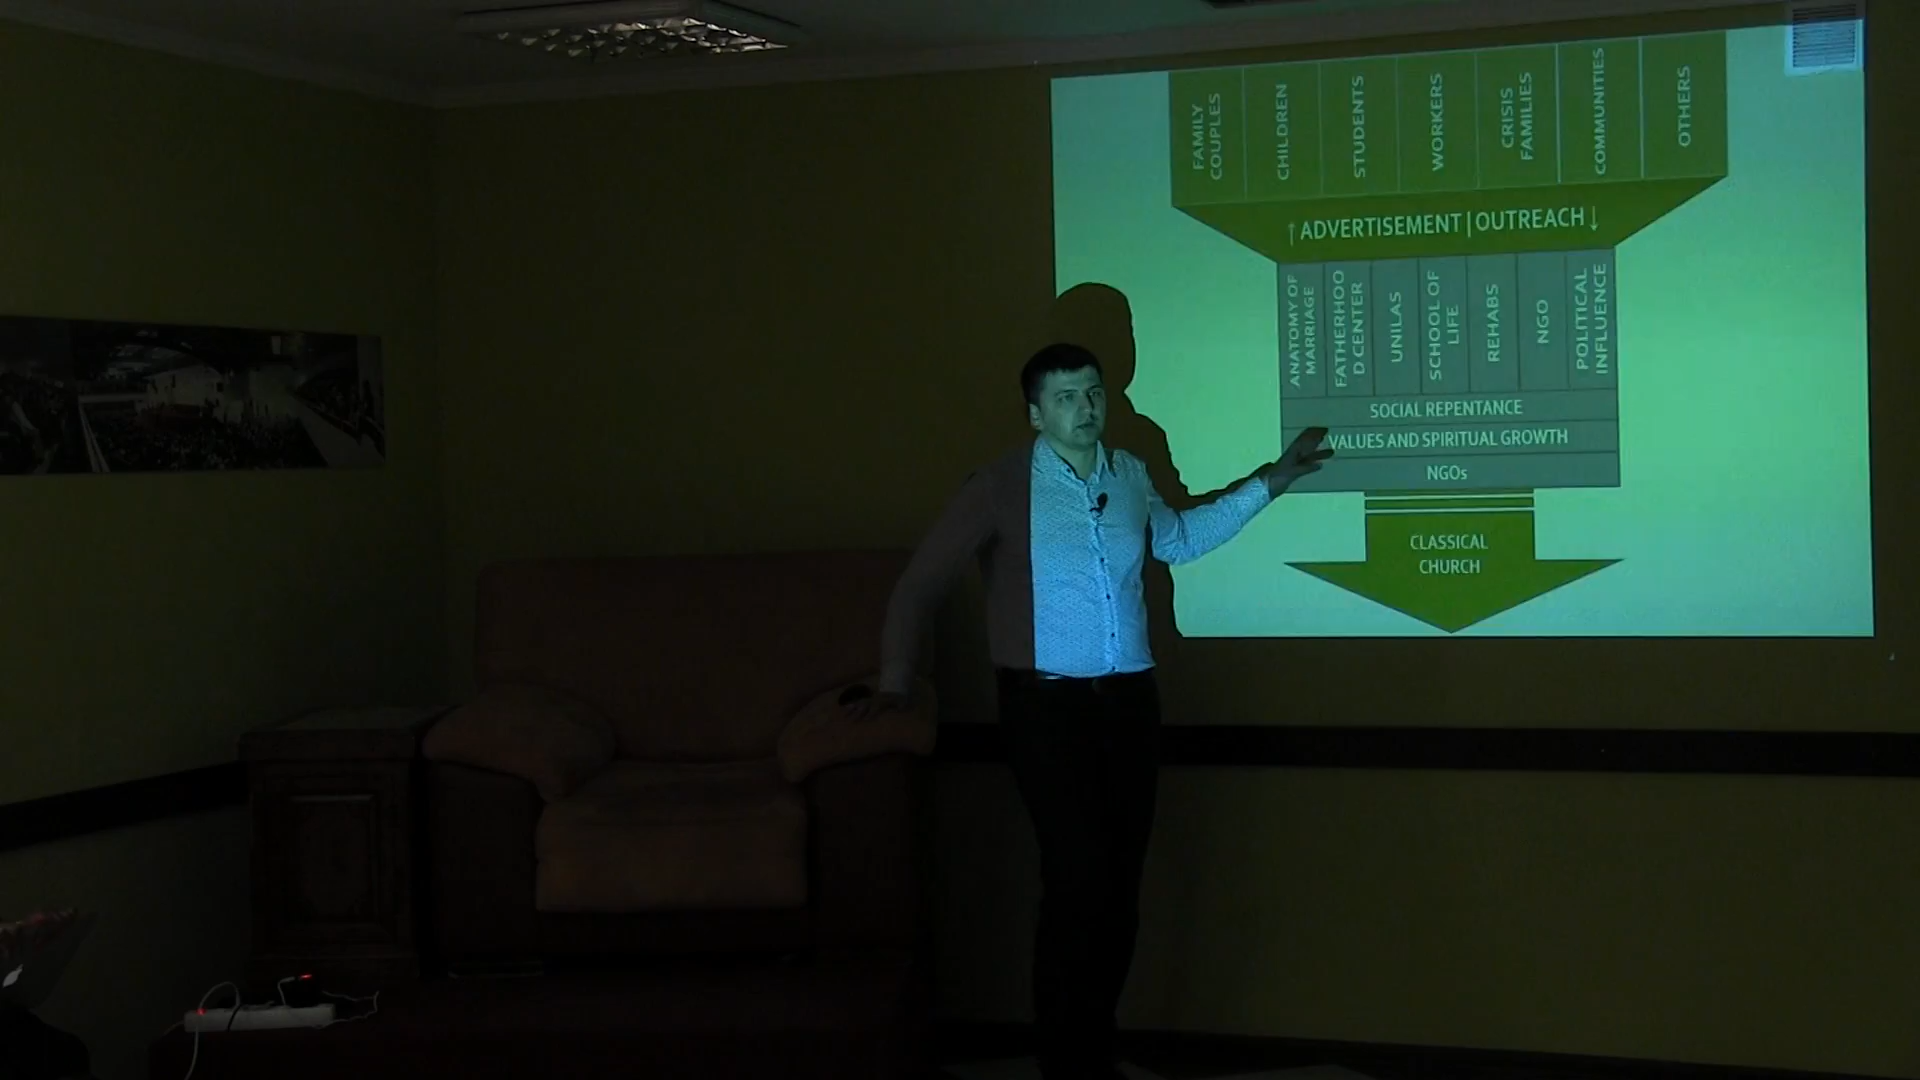 FAMILY
COUPLES
CHILDREN
STUDENTS
WORKERS
CRISIS
FAMILIES
COMMUNITIES
OTHERS
↑ ADVERTISEMENT | OUTREACH ↓
ANATOMY OF
MARRIAGE
FATHERHOO
D CENTER
UNILAS
SCHOOL OF
LIFE
REHABS
NGO
POLITICAL
INFLUENCE
SOCIAL REPENTANCE
VALUES AND SPIRITUAL GROWTH
NGOs
CLASSICAL
CHURCH